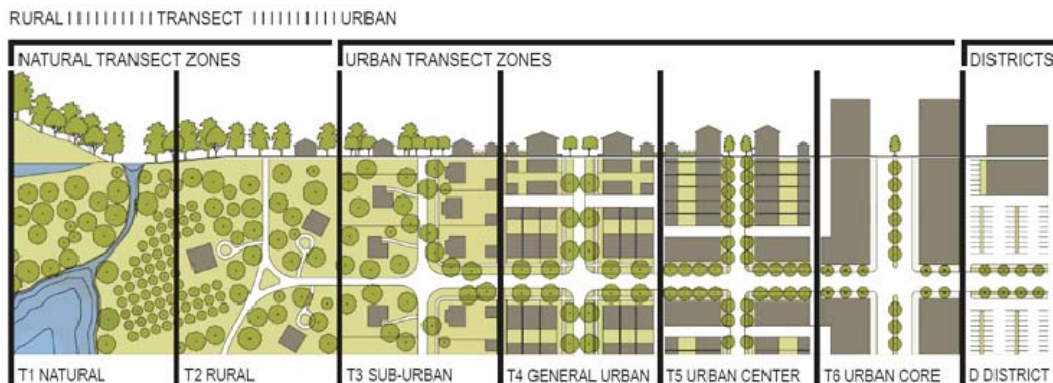 RURAL I I I I I I I I I I I TRANSECT I I I I I I I I I I I URBAN
NATURAL TRANSECT ZONES
URBAN TRANSECT ZONES
DISTRICTS
T1 NATURAL
T2 RURAL
T3 SUB-URBAN
T4 GENERAL URBAN
T5 URBAN CENTER
T6 URBAN CORE
D DISTRICT